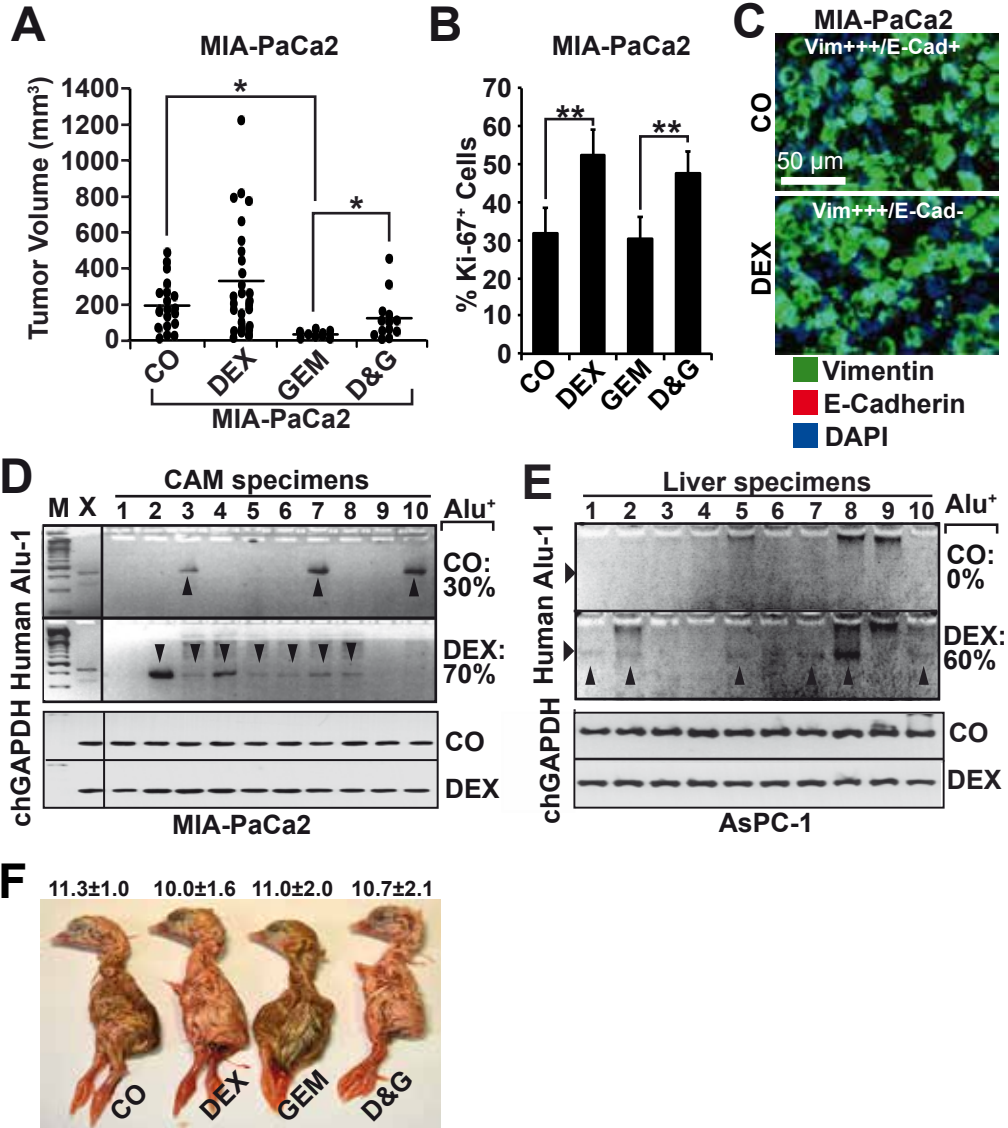 A
MIA-PaCa2
Tumor Volume (mm³)
1400
1200
1000
800
600
400
200
0
*
*
CO
DEX
GEM
D&G
MIA-PaCa2
B
MIA-PaCa2
% Ki-67⁺ Cells
70
60
50
40
30
20
10
0
**
**
CO
DEX
GEM
D&G
C
MIA-PaCa2
CO
Vim+++/E-Cad+
50 µm
DEX
Vim+++/E-Cad-
Vimentin
E-Cadherin
DAPI
D
CAM specimens
M X 1 2 3 4 5 6 7 8 9 10 Alu⁺
Human Alu-1
CO:
30%
DEX:
70%
chGAPDH
CO
DEX
MIA-PaCa2
E
Liver specimens
1 2 3 4 5 6 7 8 9 10 Alu⁺
Human Alu-1
CO:
0%
DEX:
60%
chGAPDH
CO
DEX
AsPC-1
F
11.3±1.0 10.0±1.6 11.0±2.0 10.7±2.1
CO DEX GEM D&G